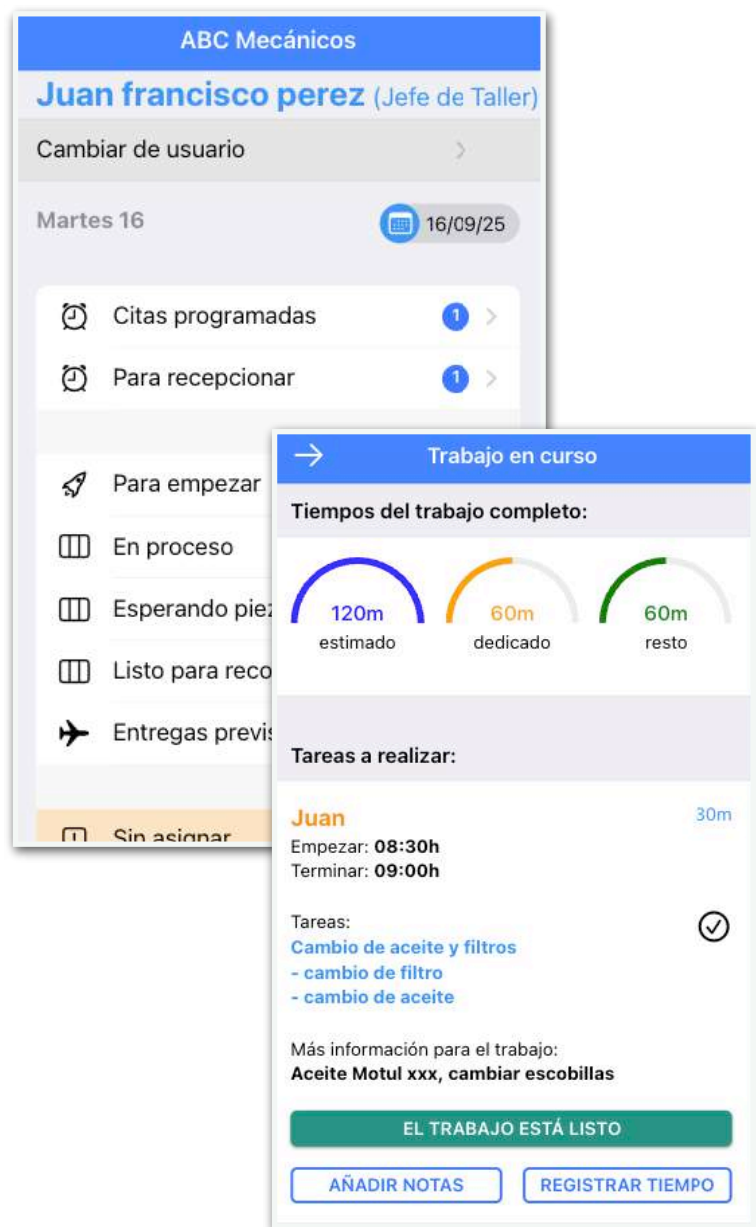 ABC Mecánicos
Juan francisco perez (Jefe de Taller)
Cambiar de usuario
Martes 16
16/09/25
Citas programadas 1
Para recepcionar 1
Para empezar
En proceso
Esperando
Listo para
Entregas
Sin asignar
Trabajo en curso
Tiempos del trabajo completo:
120m 60m 60m
estimado dedicado resto
Tareas a realizar:
Juan 30m
Empezar: 08:30h
Terminar: 09:00h
Tareas:
Cambio de aceite y filtros
- cambio de filtro
- cambio de aceite
Más información para el trabajo:
Aceite Motul xxx, cambiar escobillas
EL TRABAJO ESTÁ LISTO
AÑADIR NOTAS
REGISTRAR TIEMPO